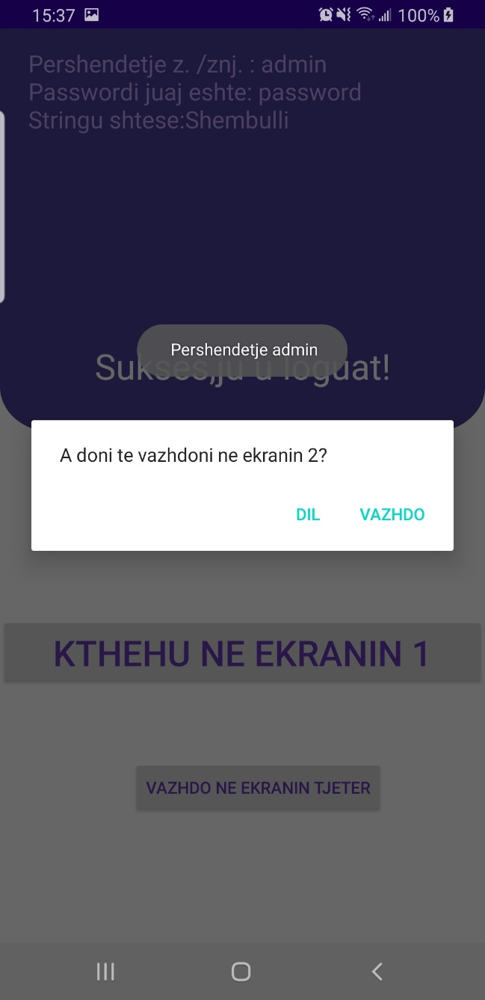 15:37 100%
Pershendetje z. /znj. : admin
Passwordi juaj eshte: password
Stringu shtese:Shembulli
Pershendetje admin
Sukses,ju u loguat!
A doni te vazhdoni ne ekranin 2?
DIL VAZHDO
KTHEHU NE EKRANIN 1
VAZHDO NE EKRANIN TJETER